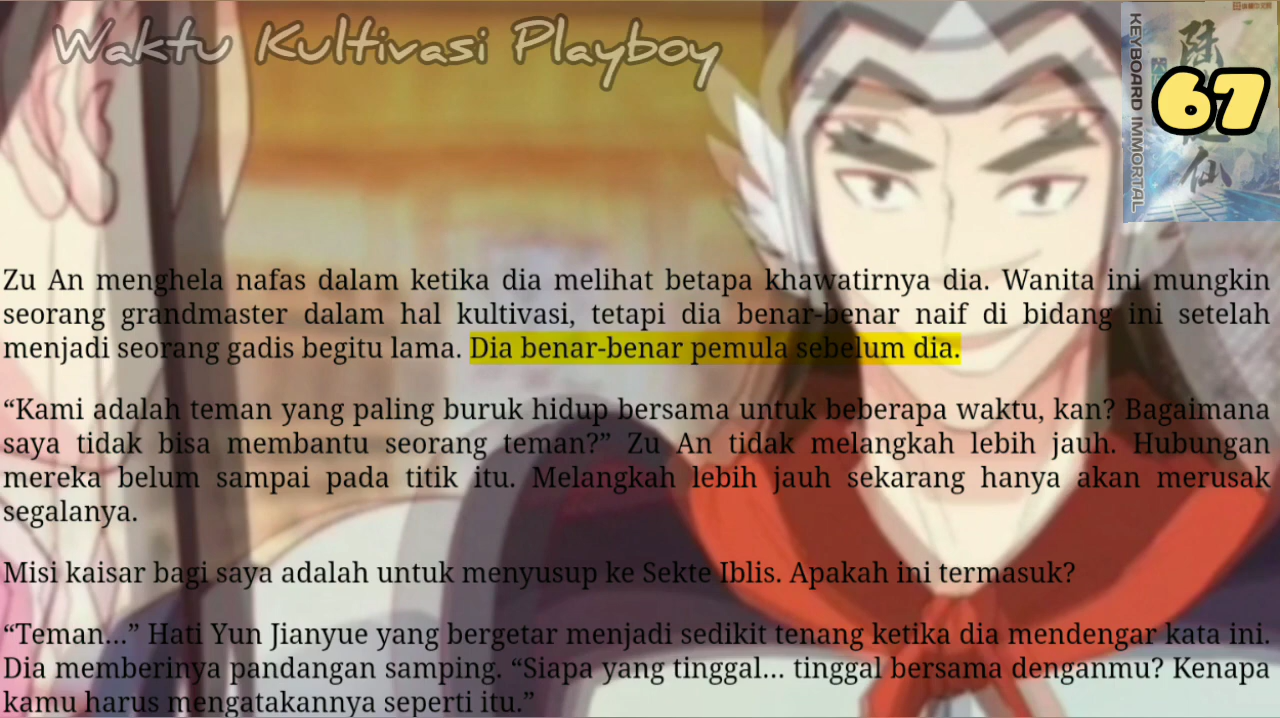 Waktu Kultivasi Playboy
KEYBOARD IMMORTAL
67
Zu An menghela nafas dalam ketika dia melihat betapa khawatirnya dia. Wanita ini mungkin
seorang grandmaster dalam hal kultivasi, tetapi dia benar-benar naif di bidang ini setelah
menjadi seorang gadis begitu lama. Dia benar-benar pemula sebelum dia.
“Kami adalah teman yang paling buruk hidup bersama untuk beberapa waktu, kan? Bagaimana
saya tidak bisa membantu seorang teman?” Zu An tidak melangkah lebih jauh. Hubungan
mereka belum sampai pada titik itu. Melangkah lebih jauh sekarang hanya akan merusak
segalanya.
Misi kaisar bagi saya adalah untuk menyusup ke Sekte Iblis. Apakah ini termasuk?
“Teman…” Hati Yun Jianyue yang bergetar menjadi sedikit tenang ketika dia mendengar kata ini.
Dia memberinya pandangan samping. “Siapa yang tinggal… tinggal bersama denganmu? Kenapa
kamu harus mengatakannya seperti itu.”